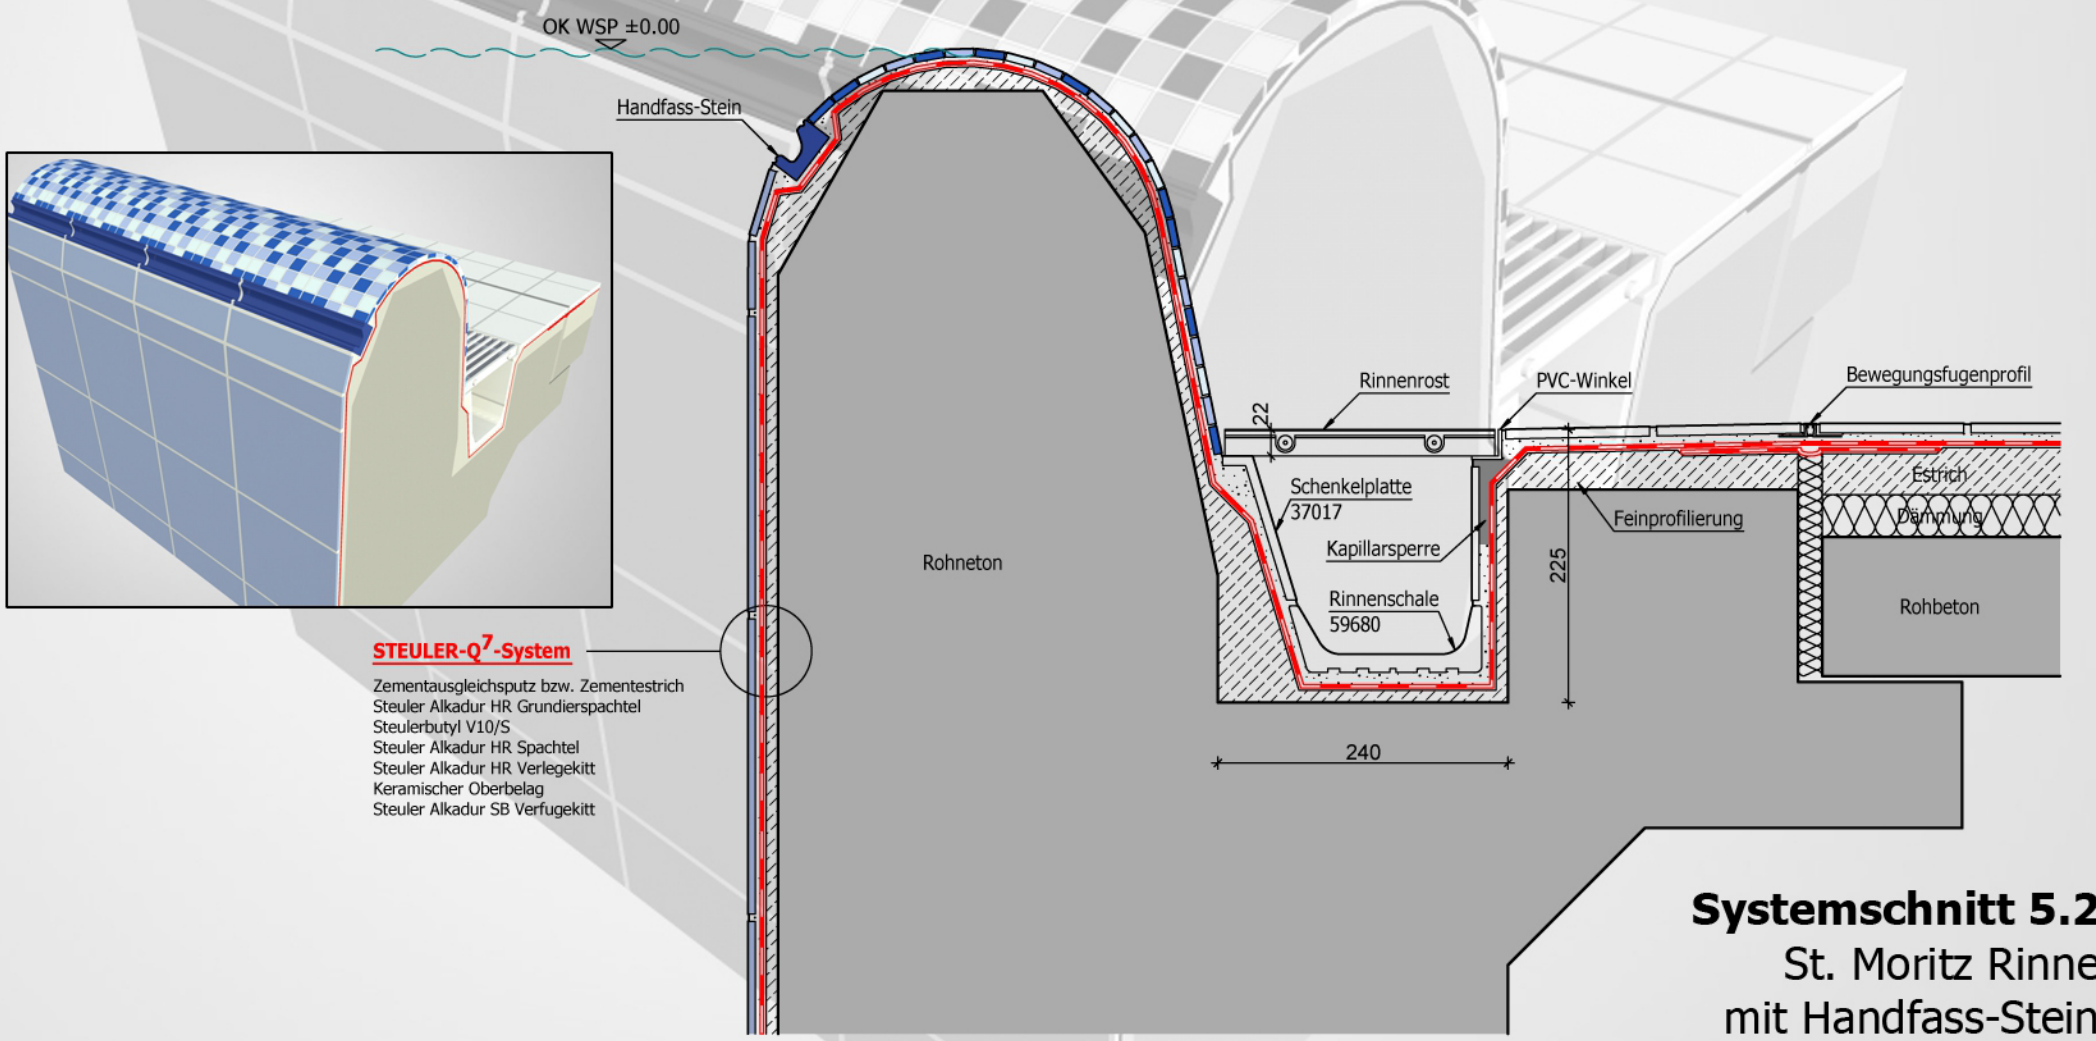 OK WSP ±0.00
Handfass-Stein
Rinnenrost
PVC-Winkel
Bewegungsfugenprofil
22
Schenkelplatte
37017
Estrich
Dämmung
Feinprofilierung
Kapillarsperre
225
Rohneton
Rinnenschale
59680
Rohbeton
240
STEULER-Q7-System
Zementausgleichsputz bzw. Zementestrich
Steuler Alkadur HR Grundierspachtel
Steulerbutyl V10/S
Steuler Alkadur HR Spachtel
Steuler Alkadur HR Verlegekitt
Keramischer Oberbelag
Steuler Alkadur SB Verfugekitt
Systemschnitt 5.2
St. Moritz Rinne
mit Handfass-Stein